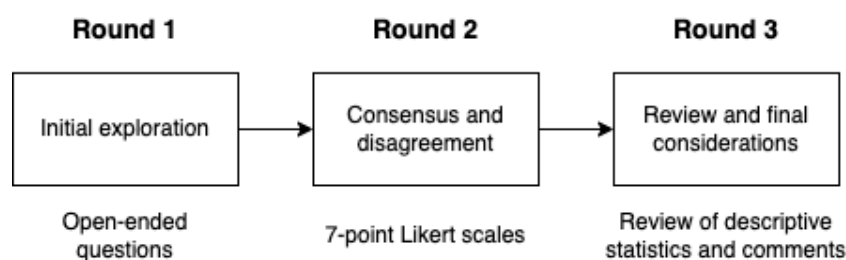 Round 1
Round 2
Round 3
Initial exploration
Consensus and
disagreement
Review and final
considerations
Open-ended
questions
7-point Likert scales
Review of descriptive
statistics and comments